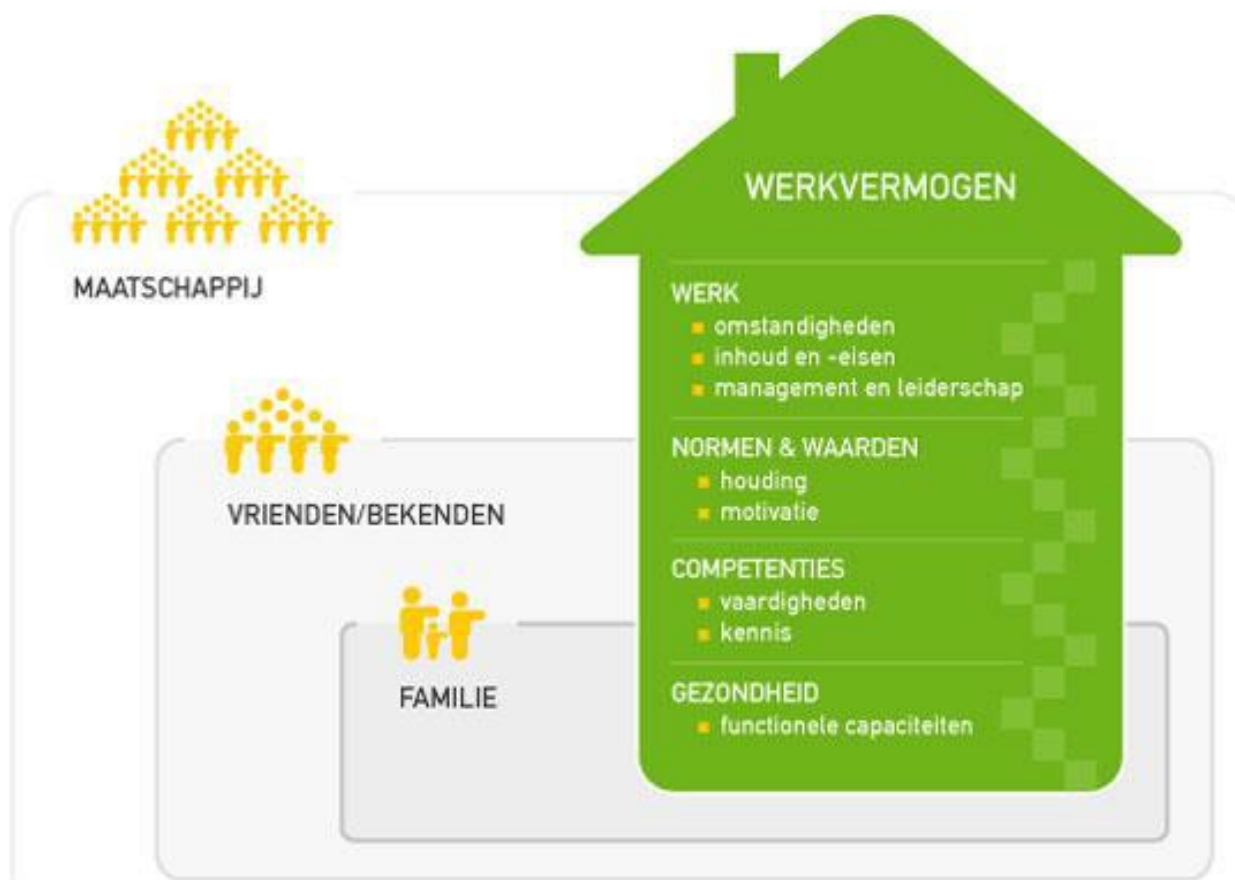 WERKVERMOGEN
MAATSCHAPPIJ
VRIENDEN/BEKENDEN
FAMILIE
WERK
omstandigheden
inhoud en -eisen
management en leiderschap
NORMEN & WAARDEN
houding
motivatie
COMPETENTIES
vaardigheden
kennis
GEZONDHEID
functionele capaciteiten